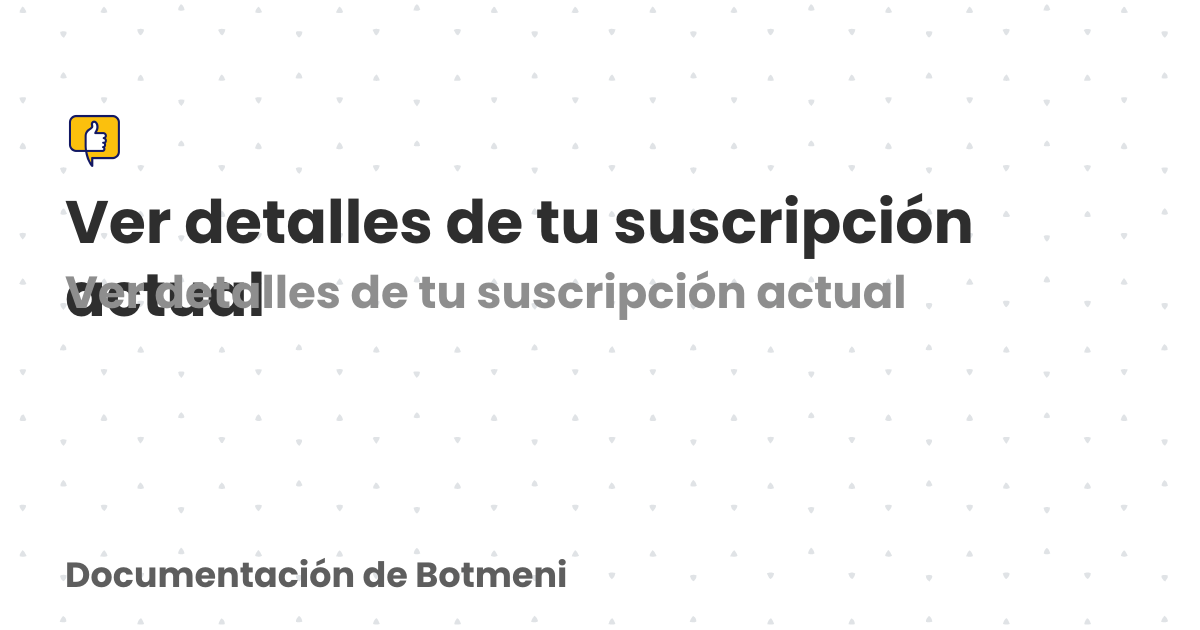 Ver detalles de tu suscripción
actual
Ver detalles de tu suscripción actual
Documentación de Botmeni